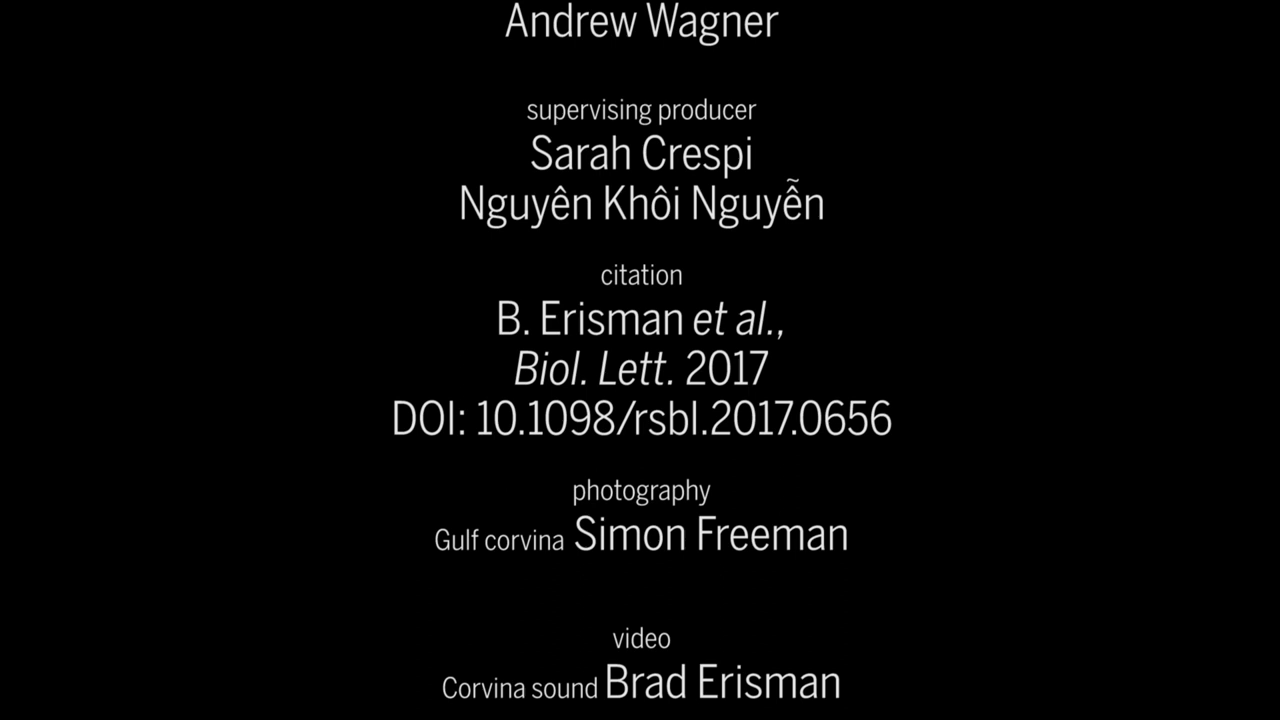 Andrew Wagner
supervising producer
Sarah Crespi
Nguyên Khôi Nguyễn
citation
B. Erisman et al.,
Biol. Lett. 2017
DOI: 10.1098/rsbl.2017.0656
photography
Gulf corvina Simon Freeman
video
Corvina sound Brad Erisman